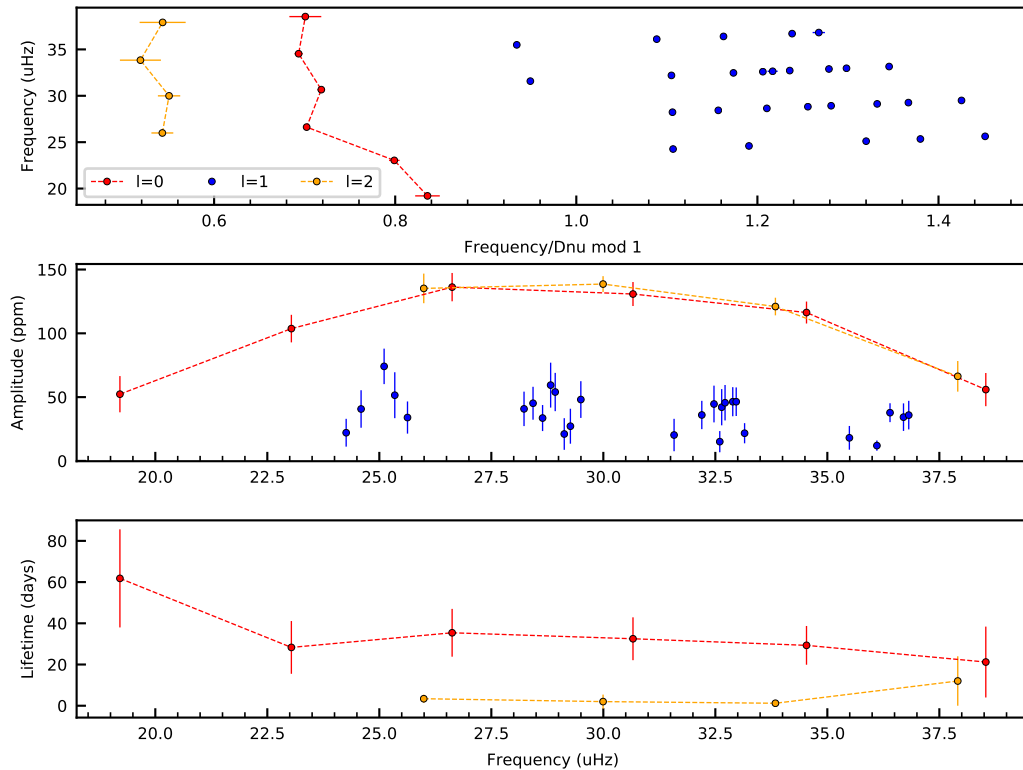 35
30
25
20
Frequency (uHz)
l=0 l=1 l=2
0.6 0.8 1.0 1.2 1.4
Frequency/Dnu mod 1
150
100
50
0
Amplitude (ppm)
20.0 22.5 25.0 27.5 30.0 32.5 35.0 37.5
80
60
40
20
0
Lifetime (days)
20.0 22.5 25.0 27.5 30.0 32.5 35.0 37.5
Frequency (uHz)